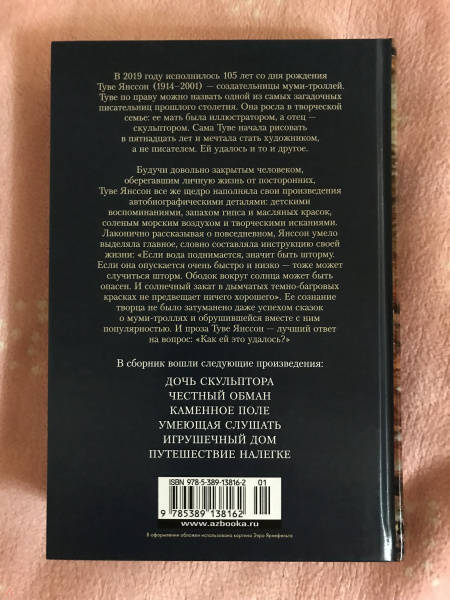 В 2019 году исполнилось 105 лет со дня рождения
Туве Янссон (1914–2001) — создательницы муми-троллей.
Туве по праву можно назвать одной из самых загадочных
писательниц прошлого столетия. Она росла в творческой
семье: ее мать была иллюстратором, а отец —
скульптором. Сама Туве начала рисовать
в пятнадцать лет и мечтала стать художником,
а не писателем. Ей удалось и то и другое.
Будучи довольно закрытым человеком,
оберегавшим личную жизнь от посторонних,
Туве Янссон все же щедро наполняла свои произведения
автобиографическими деталями: детскими
воспоминаниями, запахом гипса и масляных красок,
соленым морским воздухом и творческими исканиями.
Лаконично рассказывая о повседневном, Янссон умело
выделяла главное, словно составляла инструкцию своей
жизни: «Если вода поднимается, значит быть шторму.
Если она опускается очень быстро и низко — тоже может
случиться шторм. Ободок вокруг солнца может быть
опасен. И солнечный закат в дымчатых темно-багровых
красках не предвещает ничего хорошего». Ее сознание
творца не было затуманено даже успехом сказок
о муми-троллях и обрушившейся вместе с ним
популярностью. И проза Туве Янссон — лучший ответ
на вопрос: «Как ей это удалось?»
В сборник вошли следующие произведения:
ДОЧЬ СКУЛЬПТОРА
ЧЕСТНЫЙ ОБМАН
КАМЕННОЕ ПОЛЕ
УМЕЮЩАЯ СЛУШАТЬ
ИГРУШЕЧНЫЙ ДОМ
ПУТЕШЕСТВИЕ НАЛЕГКЕ
ISBN 978-5-389-13816-2 01
9 785389 138162
www.azbooka.ru
В оформлении обложки использована картина Ээро Ярнефельта